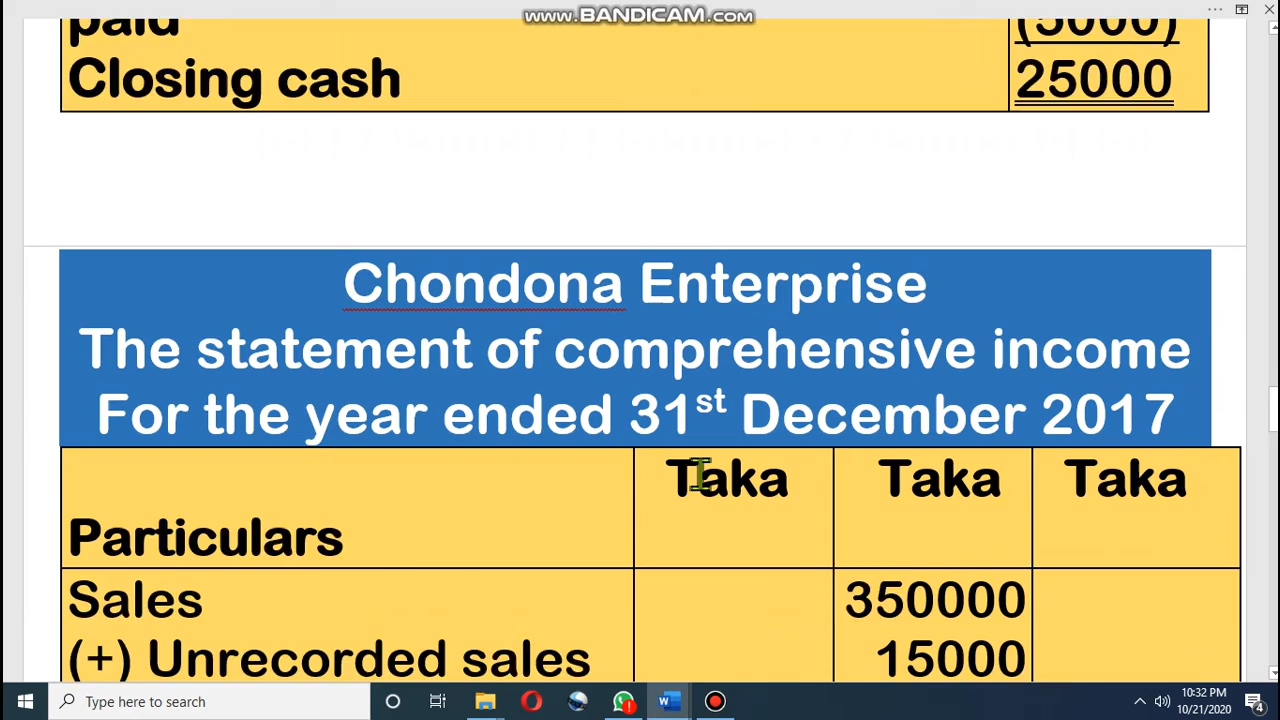 www.BANDICAM.com
paid (5000)
Closing cash 25000
Chondona Enterprise
The statement of comprehensive income
For the year ended 31st December 2017
Taka Taka Taka
Particulars
Sales 350000
(+) Unrecorded sales 15000
Type here to search
10:32 PM
10/21/2020
4